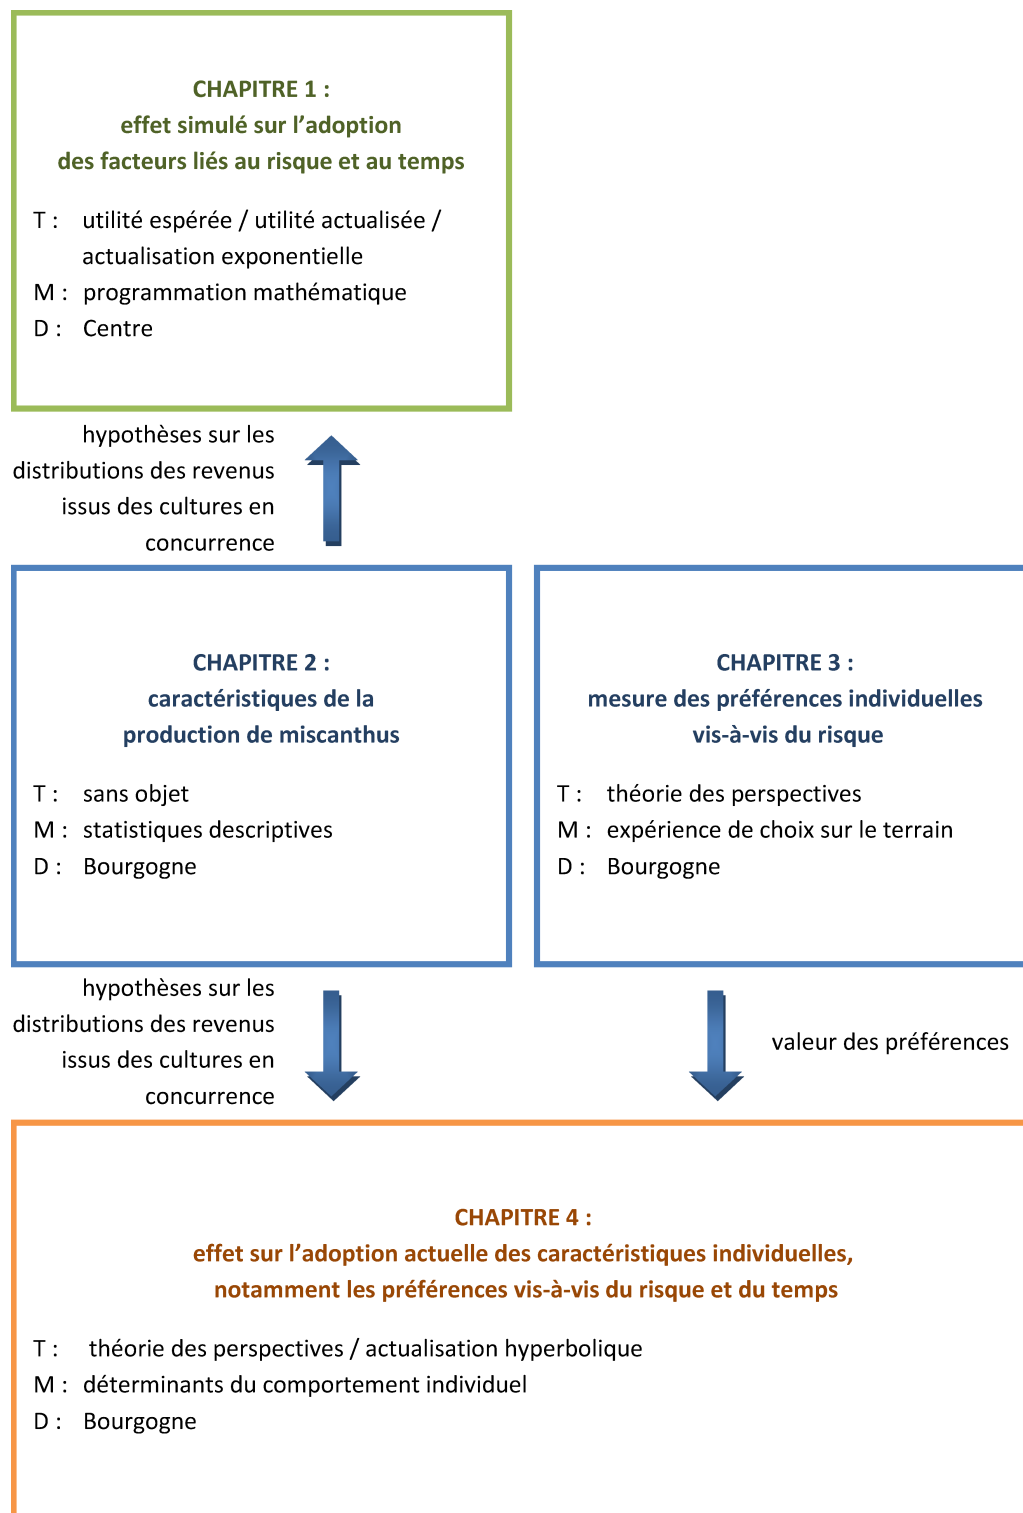 CHAPITRE 1 :
effet simulé sur l’adoption
des facteurs liés au risque et au temps
T : utilité espérée / utilité actualisée /
actualisation exponentielle
M : programmation mathématique
D : Centre
hypothèses sur les
distributions des revenus
issus des cultures en
concurrence
CHAPITRE 2 :
caractéristiques de la
production de miscanthus
T : sans objet
M : statistiques descriptives
D : Bourgogne
CHAPITRE 3 :
mesure des préférences individuelles
vis-à-vis du risque
T : théorie des perspectives
M : expérience de choix sur le terrain
D : Bourgogne
hypothèses sur les
distributions des revenus
issus des cultures en
concurrence
valeur des préférences
CHAPITRE 4 :
effet sur l’adoption actuelle des caractéristiques individuelles,
notamment les préférences vis-à-vis du risque et du temps
T : théorie des perspectives / actualisation hyperbolique
M : déterminants du comportement individuel
D : Bourgogne